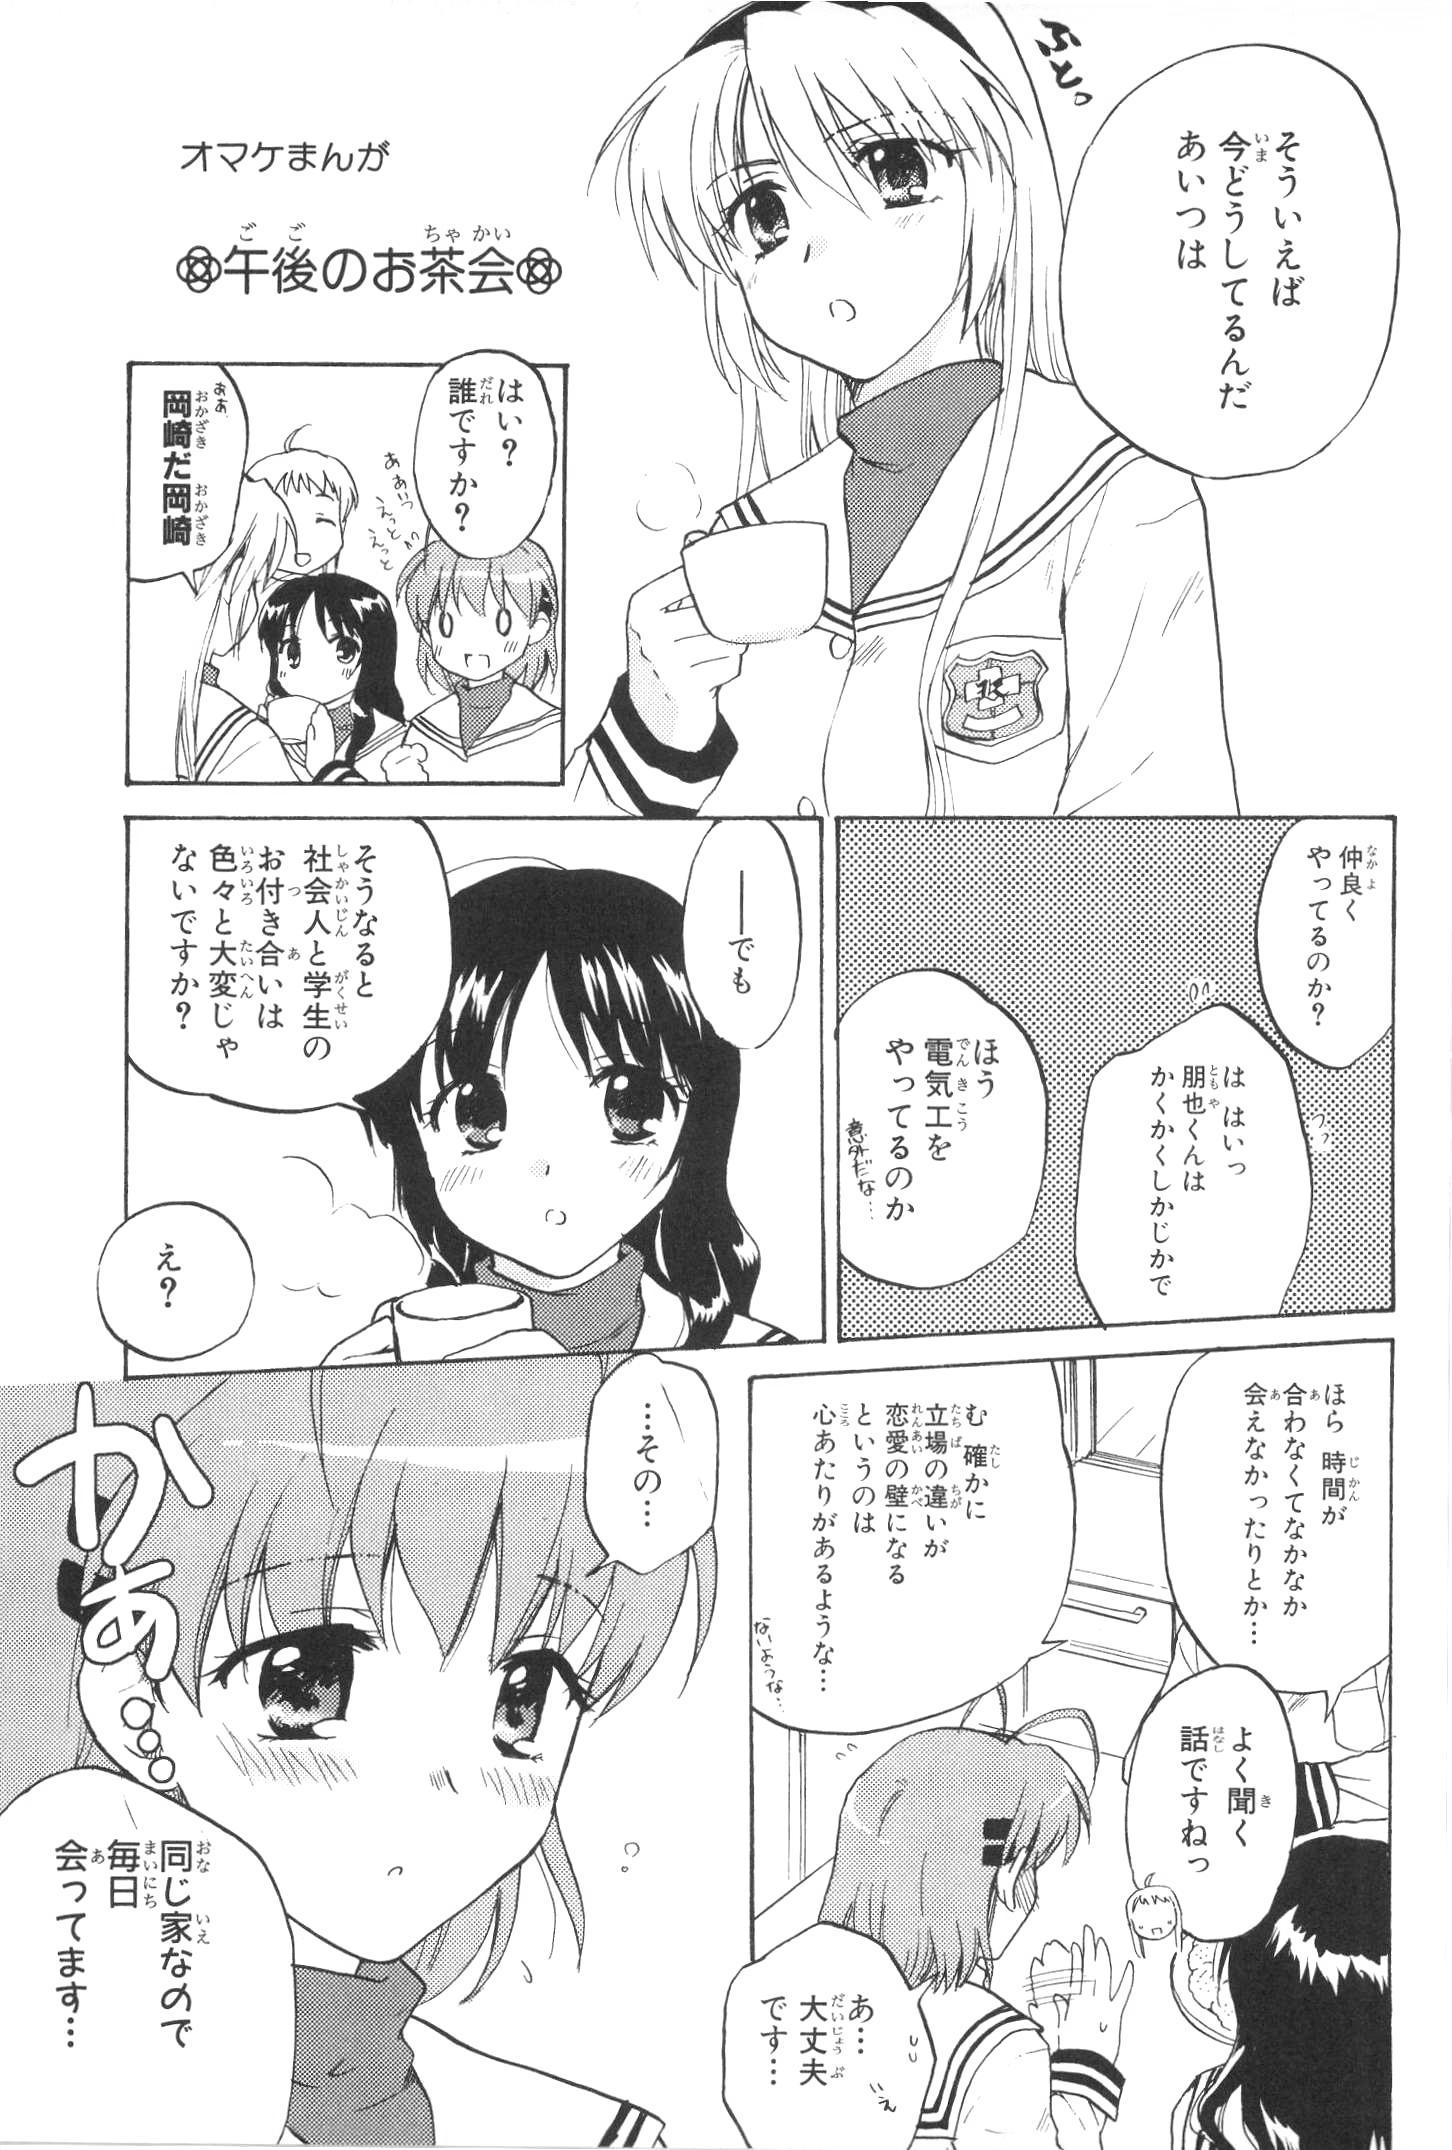 オマケまんが
午後のお茶会
ふと。
そういえば
今どうしてるんだ
あいつは
はい?
誰ですか?
ああいつ
えっと
えっと
ああ
岡崎だ岡崎
仲良く
やってるのか?
は はいっ
朋也くんは
かくかくしかじかで
ほう
電気工を
やってるのか
意外だな…
―でも
そうなると
社会人と学生の
お付き合いは
色々と大変じゃ
ないですか?
え?
ほら 時間が
合わなくてなかなか
会えなかったりとか…
よく聞く
話ですねっ
む 確かに
立場の違いが
恋愛の壁になる
というのは
心あたりがあるような…
ないような…
あ…
大丈夫
です…
いえ
…その…
かあぁ…
同じ家なので
毎日
会ってます…